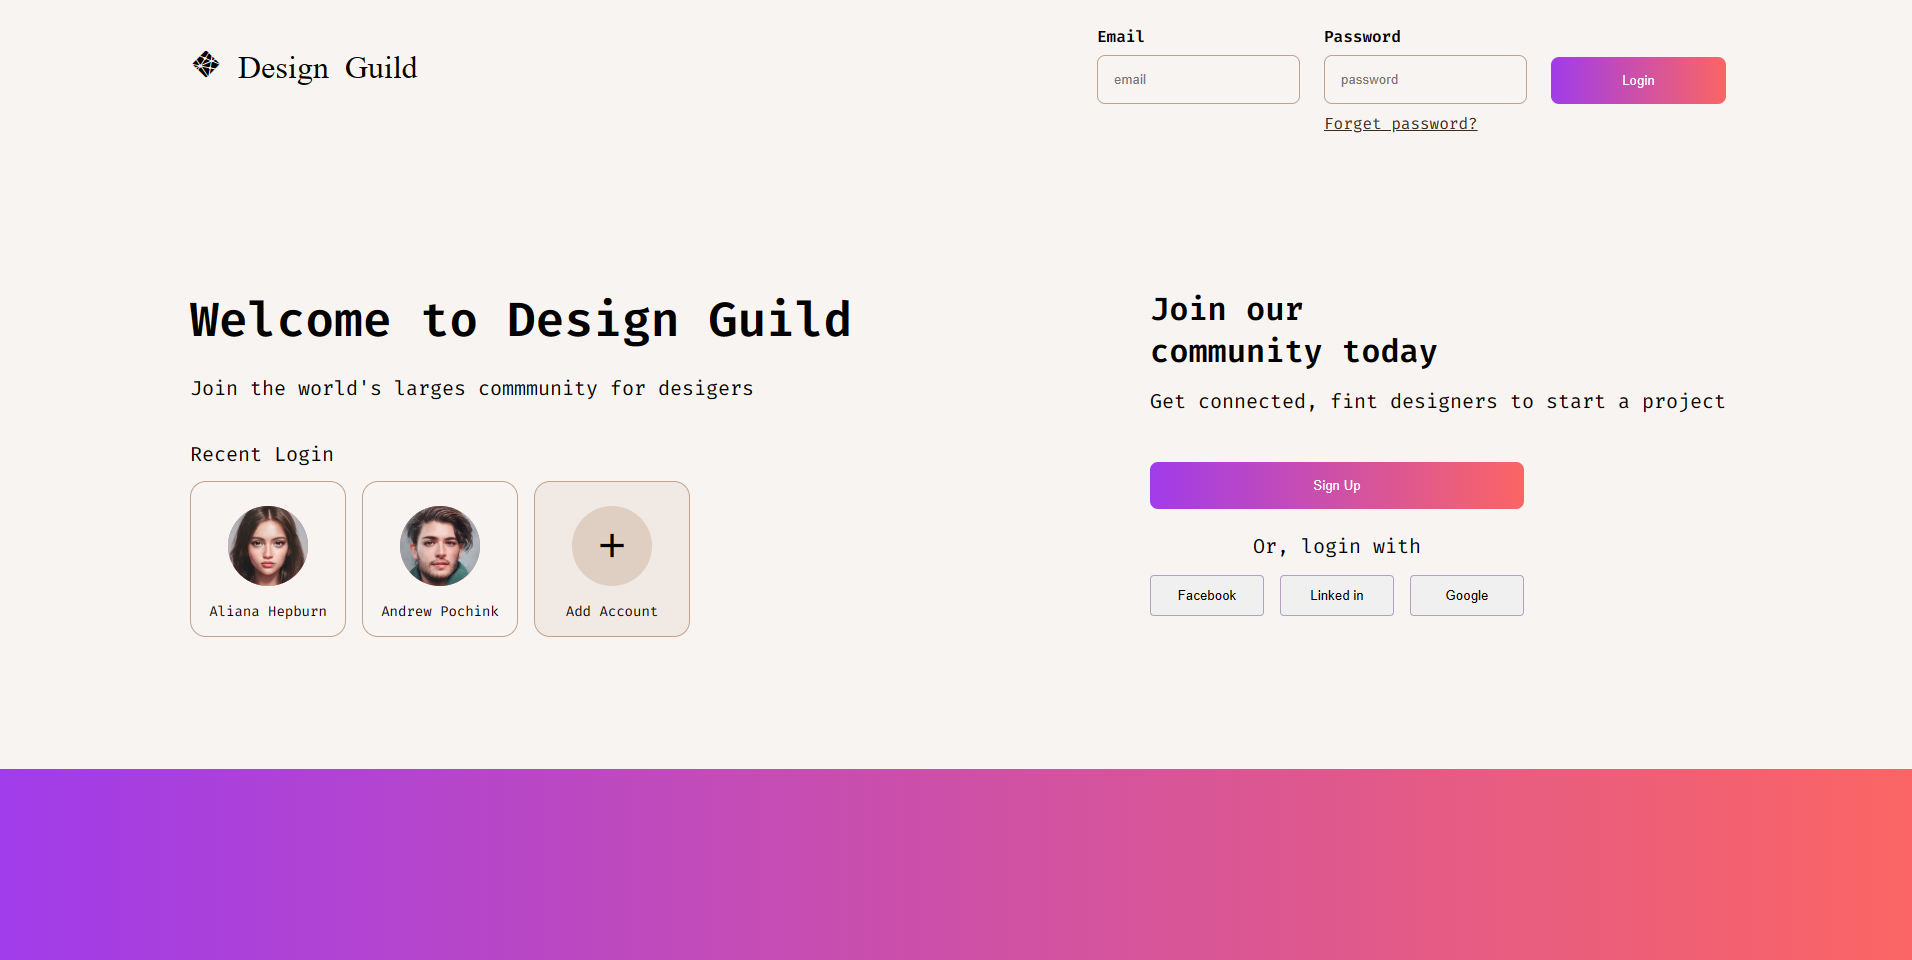 Design Guild
Email
Password
email
password
Login
Forget password?
Welcome to Design Guild
Join the world's larges commmunity for desigers
Recent Login
Aliana Hepburn
Andrew Pochink
Add Account
Join our
community today
Get connected, fint designers to start a project
Sign Up
Or, login with
Facebook
Linked in
Google